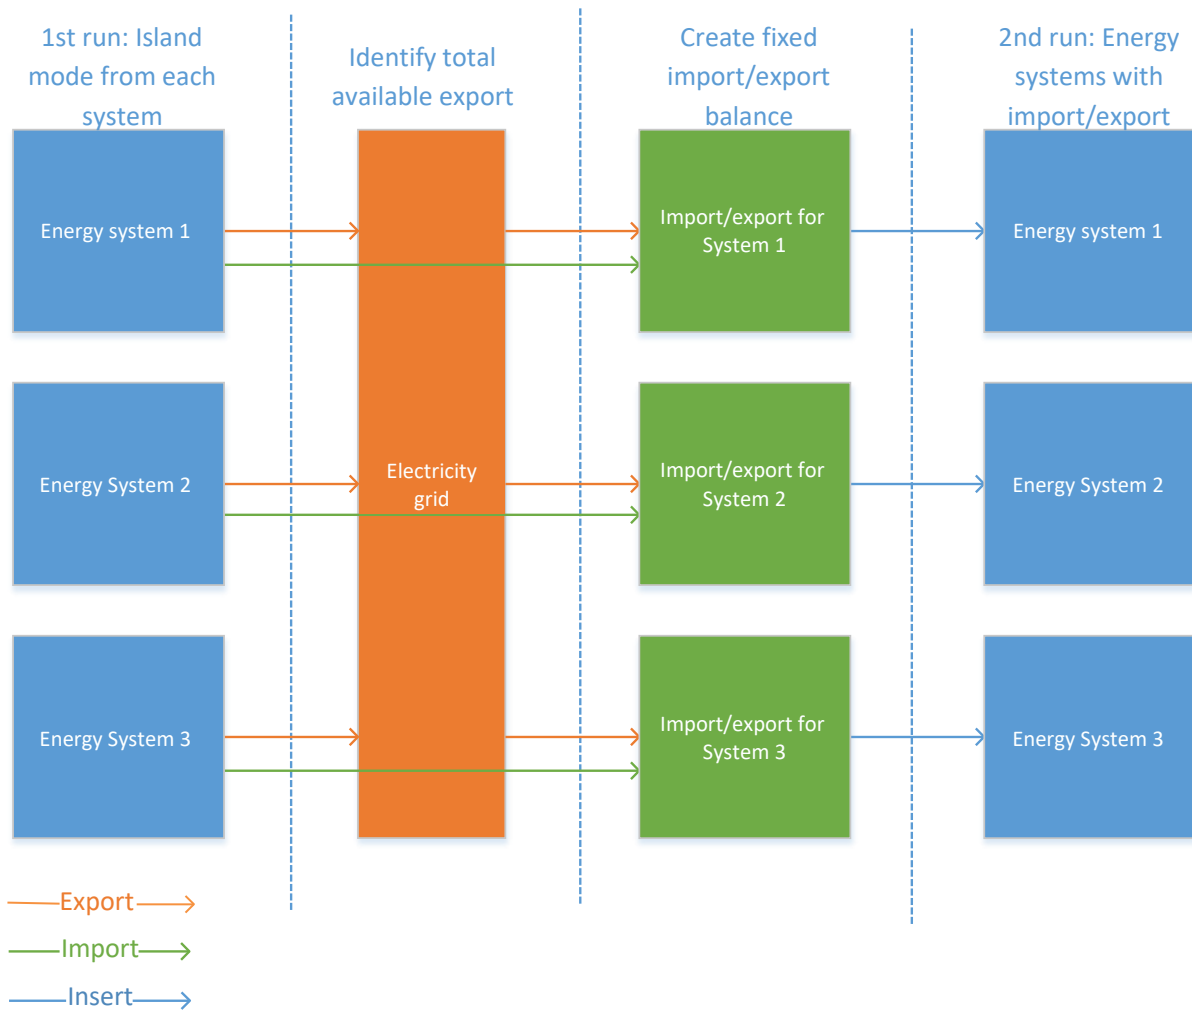 1st run: Island
mode from each
system
Identify total
available export
Create fixed
import/export
balance
2nd run: Energy
systems with
import/export
Energy system 1
Import/export for
System 1
Energy system 1
Energy System 2
Electricity
grid
Import/export for
System 2
Energy System 2
Energy System 3
Import/export for
System 3
Energy System 3
Export
Import
Insert